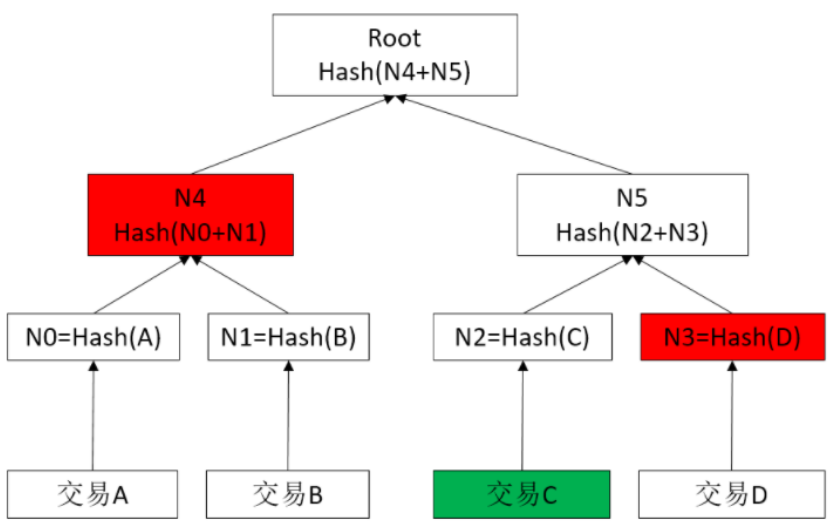 Root
Hash(N4+N5)
N4
Hash(N0+N1)
N5
Hash(N2+N3)
N0=Hash(A)
N1=Hash(B)
N2=Hash(C)
N3=Hash(D)
交易A
交易B
交易C
交易D